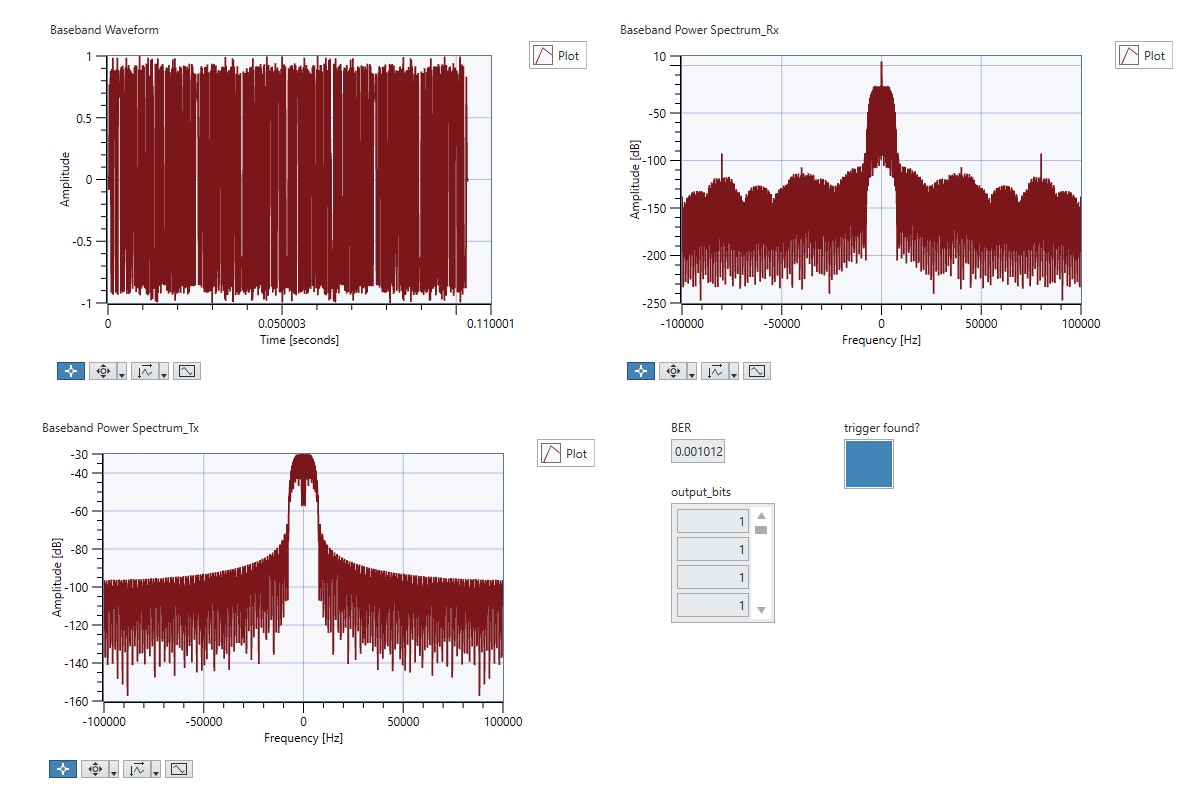 Baseband Waveform
Plot
1
0.5
0
-0.5
-1
Amplitude
0
0.050003
0.110001
Time [seconds]
Baseband Power Spectrum_Rx
Plot
10
-50
-100
-150
-200
-250
Amplitude [dB]
-100000
-50000
0
50000
100000
Frequency [Hz]
Baseband Power Spectrum_Tx
Plot
-30
-40
-60
-80
-100
-120
-140
-160
Amplitude [dB]
-100000
-50000
0
50000
100000
Frequency [Hz]
BER
0.001012
trigger found?
output_bits
1
1
1
1